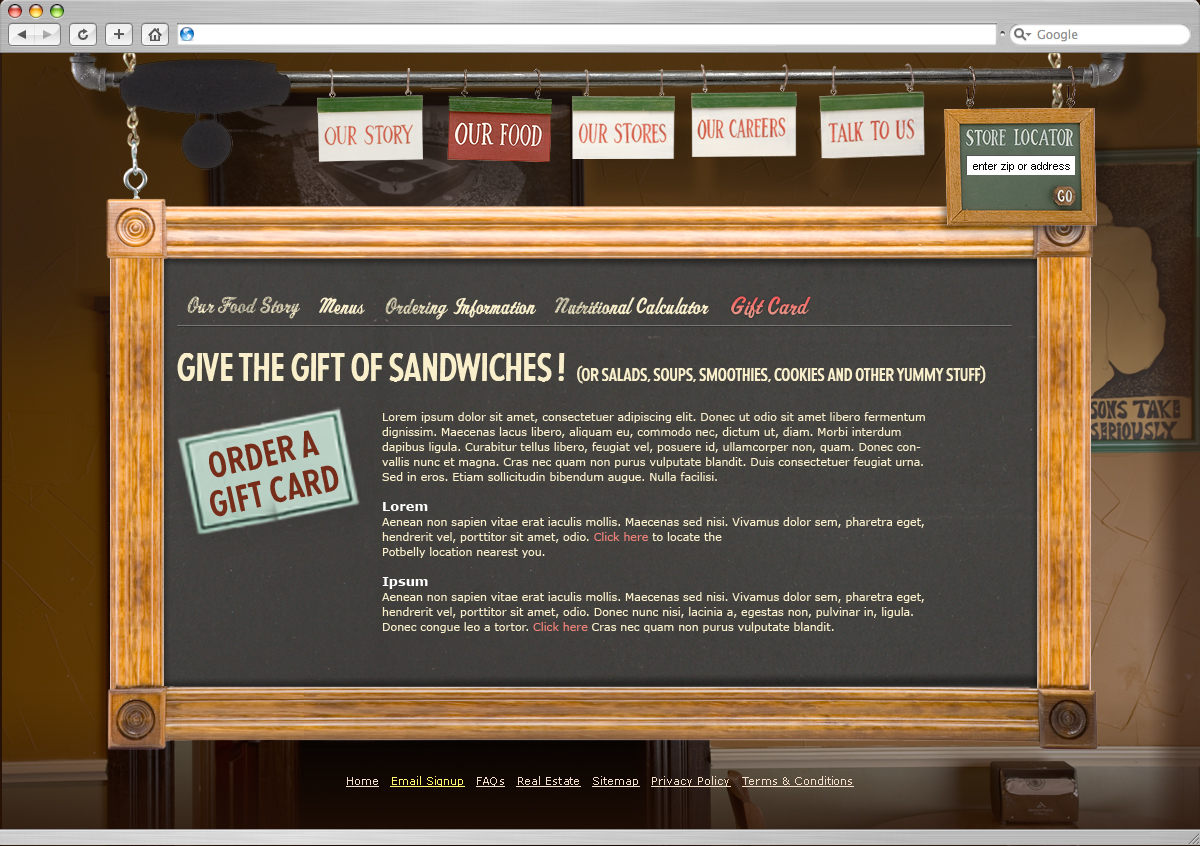 Google
OUR STORY
OUR FOOD
OUR STORES
OUR CAREERS
TALK TO US
STORE LOCATOR
enter zip or address
GO
Our Food Story
Menus
Ordering Information
Nutritional Calculator
Gift Card
GIVE THE GIFT OF SANDWICHES ! (OR SALADS, SOUPS, SMOOTHIES, COOKIES AND OTHER YUMMY STUFF)
ORDER A
GIFT CARD
Lorem ipsum dolor sit amet, consectetuer adipiscing elit. Donec ut odio sit amet libero fermentum
dignissim. Maecenas lacus libero, aliquam eu, commodo nec, dictum ut, diam. Morbi interdum
dapibus ligula. Curabitur tellus libero, feugiat vel, posuere id, ullamcorper non, quam. Donec con-
vallis nunc et magna. Cras nec quam non purus vulputate blandit. Duis consectetuer feugiat urna.
Sed in eros. Etiam sollicitudin bibendum augue. Nulla facilisi.
Lorem
Aenean non sapien vitae erat iaculis mollis. Maecenas sed nisi. Vivamus dolor sem, pharetra eget,
hendrerit vel, porttitor sit amet, odio. Click here to locate the
Potbelly location nearest you.
Ipsum
Aenean non sapien vitae erat iaculis mollis. Maecenas sed nisi. Vivamus dolor sem, pharetra eget,
hendrerit vel, porttitor sit amet, odio. Donec nunc nisi, lacinia a, egestas non, pulvinar in, ligula.
Donec congue leo a tortor. Click here Cras nec quam non purus vulputate blandit.
SONS TAKE
SERIOUSLY
Home
Email Signup
FAQs
Real Estate
Sitemap
Privacy Policy
Terms & Conditions